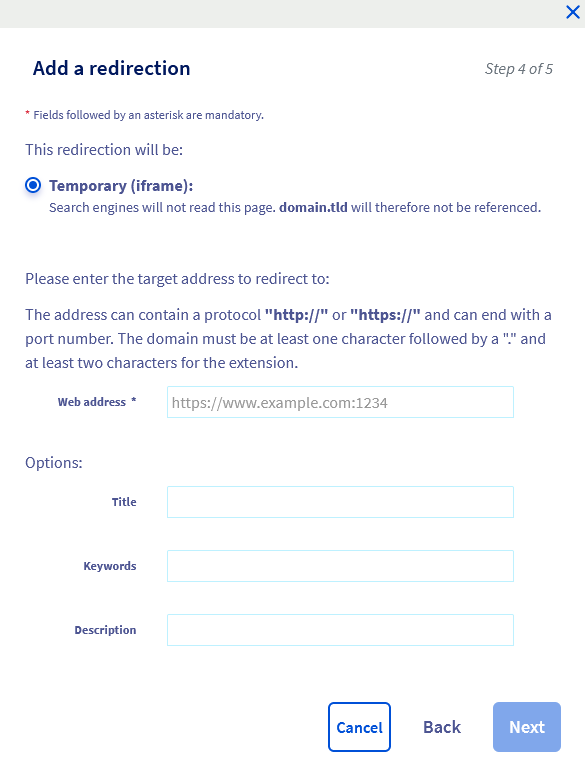 Add a redirection
Step 4 of 5
* Fields followed by an asterisk are mandatory.
This redirection will be:
Temporary (iframe):
Search engines will not read this page. domain.tld will therefore not be referenced.
Please enter the target address to redirect to:
The address can contain a protocol "http://" or "https://" and can end with a
port number. The domain must be at least one character followed by a "." and
at least two characters for the extension.
Web address *
https://www.example.com:1234
Options:
Title
Keywords
Description
Cancel
Back
Next